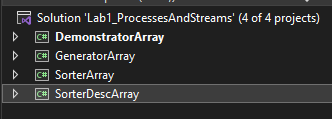 Solution 'Lab1_ProcessesAndStreams' (4 of 4 projects)
C# DemonstratorArray
C# GeneratorArray
C# SorterArray
C# SorterDescArray